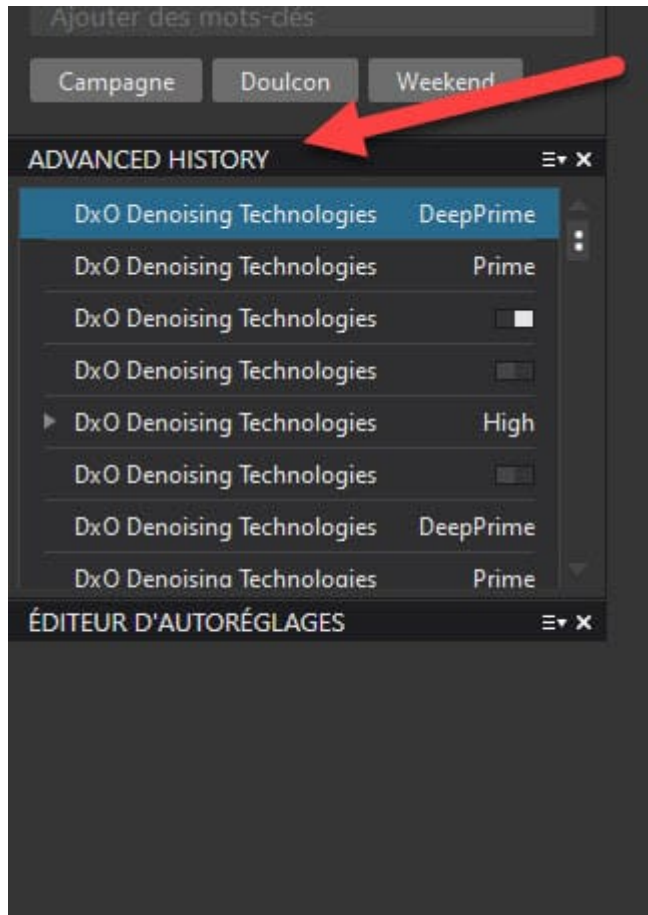 Ajouter des mots-clés
Campagne Doulcon Weekend
ADVANCED HISTORY
DxO Denoising Technologies DeepPrime
DxO Denoising Technologies Prime
DxO Denoising Technologies
DxO Denoising Technologies
DxO Denoising Technologies High
DxO Denoising Technologies
DxO Denoising Technologies DeepPrime
DxO Denoising Technologies Prime
ÉDITEUR D'AUTORÉGLAGES